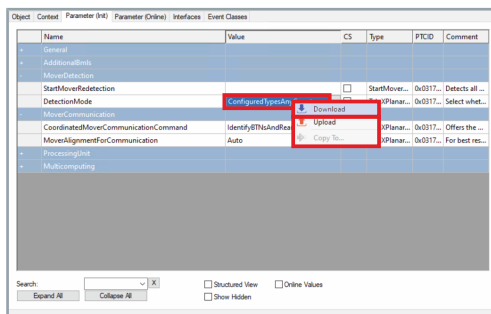 Object Context Parameter (Init) Parameter (Online) Interfaces Event Classes
Name Value CS Type PTCID Comment
+ General
+ AdditionalBinds
- MoverDetection
StartMoverRedetection StartMover... 0x0317... Detects all ...
DetectionMode ConfiguredTypesAny XPlanar... 0x0317... Select whet...
Download
- MoverCommunication
Upload
CoordinatedMoverCommunicationCommand IdentifyBTNsAndRea XPlanar... 0x0317... Offers the ...
MoverAlignmentForCommunication Auto Copy To... XPlanar... 0x0317... For best res...
+ ProcessingUnit
+ Multicomputing
Search: X Structured View Online Values
Expand All Collapse All Show Hidden